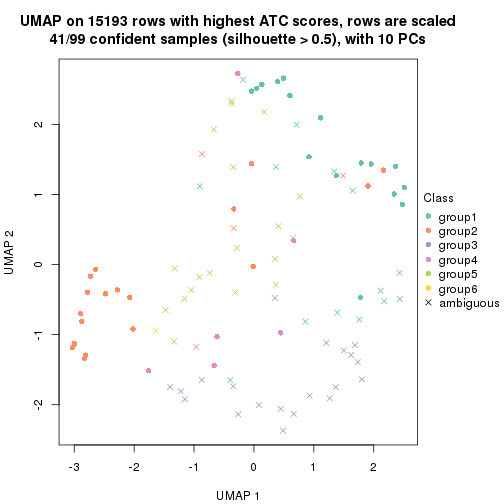 UMAP on 15193 rows with highest ATC scores, rows are scaled
41/99 confident samples (silhouette > 0.5), with 10 PCs
UMAP 2
2
1
0
-1
-2
-3
-2
-1
0
1
2
UMAP 1
Class
group1
group2
group3
group4
group5
group6
ambiguous